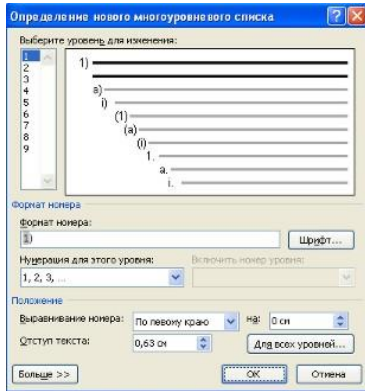 Определение нового многоуровневого списка
Выберите уровень для изменения:
1
2
3
4
5
6
7
8
9
1)
a)
i)
(1)
(a)
(i)
1.
a.
i.
Формат номера
Формат номера:
1)
Шрифт...
Нумерация для этого уровня:
Включить номер уровня:
1, 2, 3, ...
Положение
Выравнивание номера:
По левому краю
на:
0 см
Отступ текста:
0,63 см
Для всех уровней...
Больше >>
ОК
Отмена